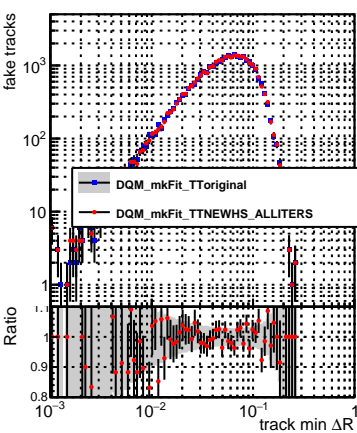 fake tracks
10³
10²
10
1
DQM_mkFit_TToriginal
DQM_mkFit_TTNEWHS_ALLITERS
Ratio
1.1
1
0.9
0.8
10⁻³
10⁻²
10⁻¹
1
track min ΔR